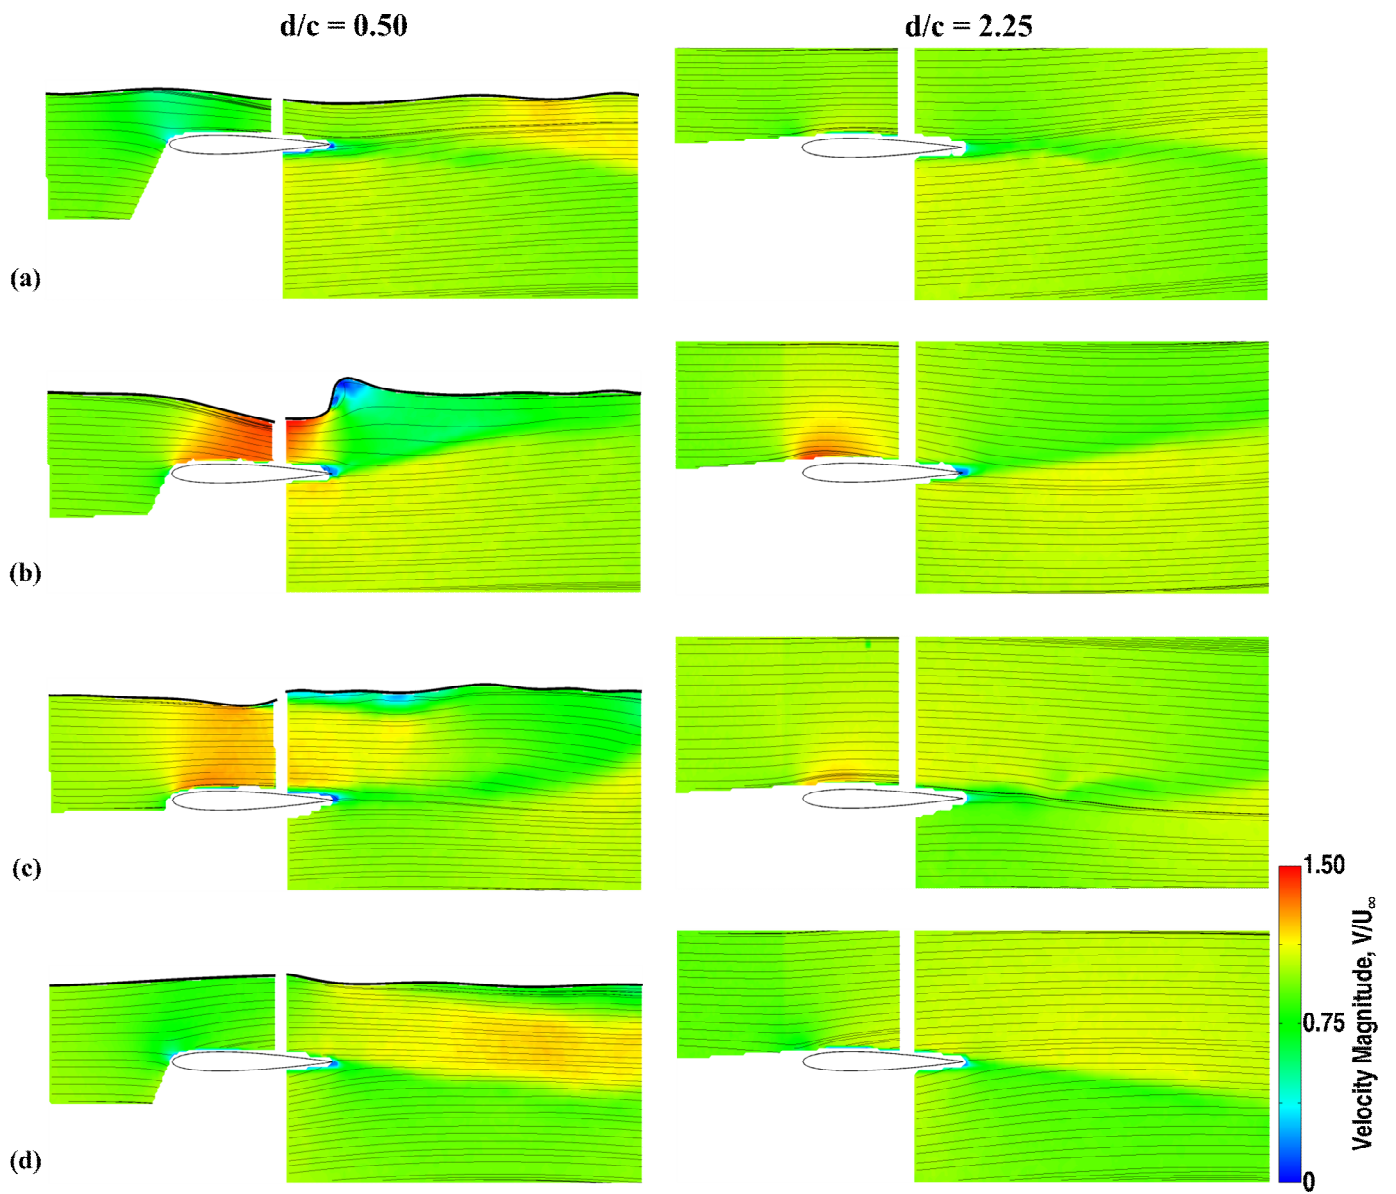 d/c = 0.50
d/c = 2.25
(a)
(b)
(c)
(d)
1.50
0.75
0
Velocity Magnitude, V/U∞